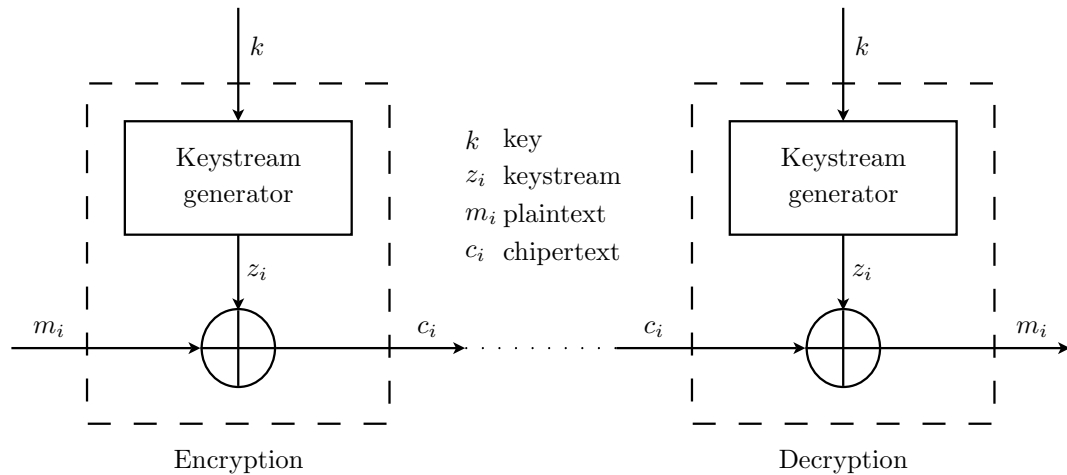 k
k
Keystream
generator
k key
z_i keystream
m_i plaintext
c_i chipertext
Keystream
generator
z_i
z_i
m_i
c_i
c_i
m_i
Encryption
Decryption